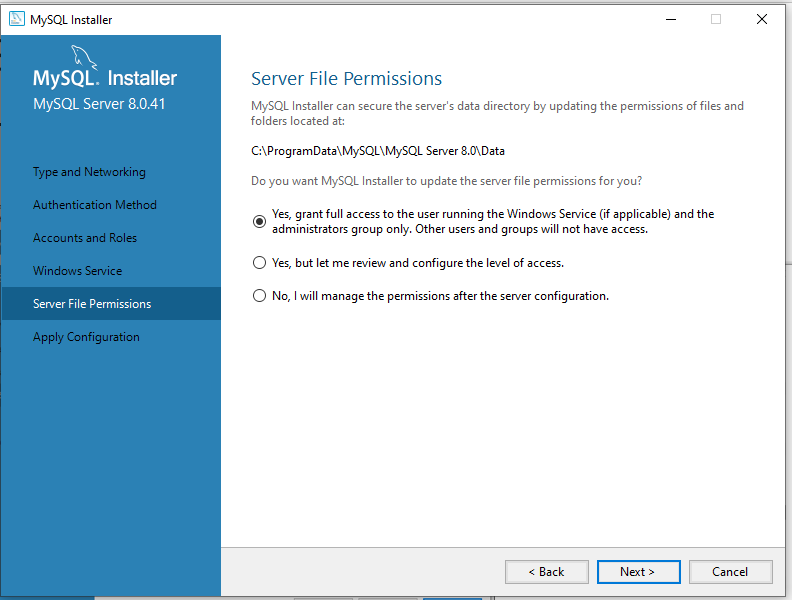 MySQL Installer
MySQL. Installer
MySQL Server 8.0.41
Type and Networking
Authentication Method
Accounts and Roles
Windows Service
Server File Permissions
Apply Configuration
Server File Permissions
MySQL Installer can secure the server's data directory by updating the permissions of files and
folders located at:
C:\ProgramData\MySQL\MySQL Server 8.0\Data
Do you want MySQL Installer to update the server file permissions for you?
Yes, grant full access to the user running the Windows Service (if applicable) and the
administrators group only. Other users and groups will not have access.
Yes, but let me review and configure the level of access.
No, I will manage the permissions after the server configuration.
< Back
Next >
Cancel